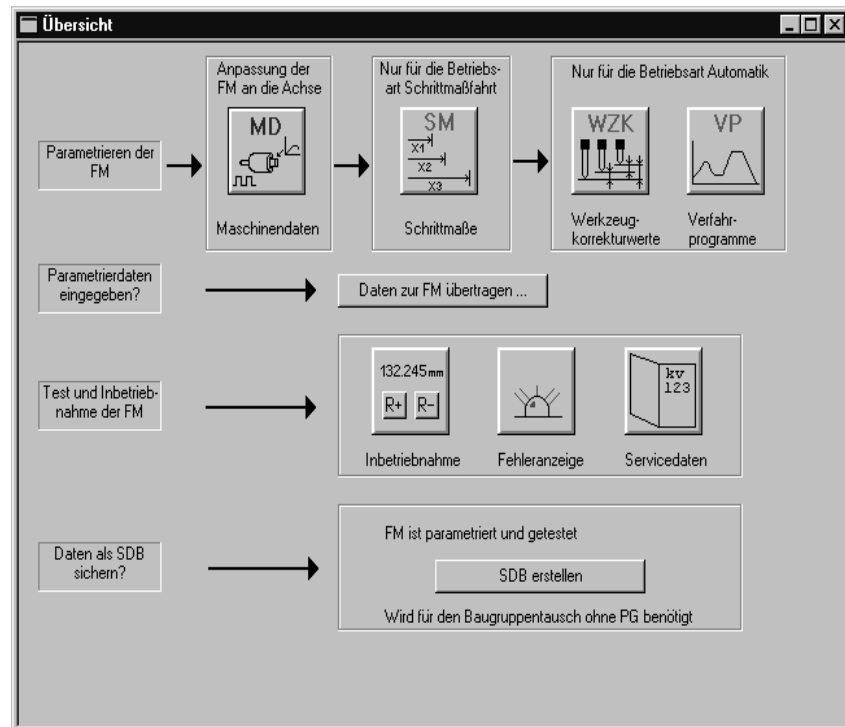 Übersicht
Anpassung der
FM an die Achse
Nur für die Betriebs-
art Schrittmaßfahrt
Nur für die Betriebsart Automatik
Parametrieren der
FM
MD
SM
X1
X2
X3
WZK
VP
Maschinendaten
Schrittmaße
Werkzeug-
korrekturwerte
Verfahr-
programme
Parametrierdaten
eingegeben?
Daten zur FM übertragen ...
Test und Inbetrieb-
nahme der FM
132.245mm
R+ R-
kv
123
Inbetriebnahme
Fehleranzeige
Servicedaten
Daten als SDB
sichern?
FM ist parametriert und getestet
SDB erstellen
Wird für den Baugruppentausch ohne PG benötigt